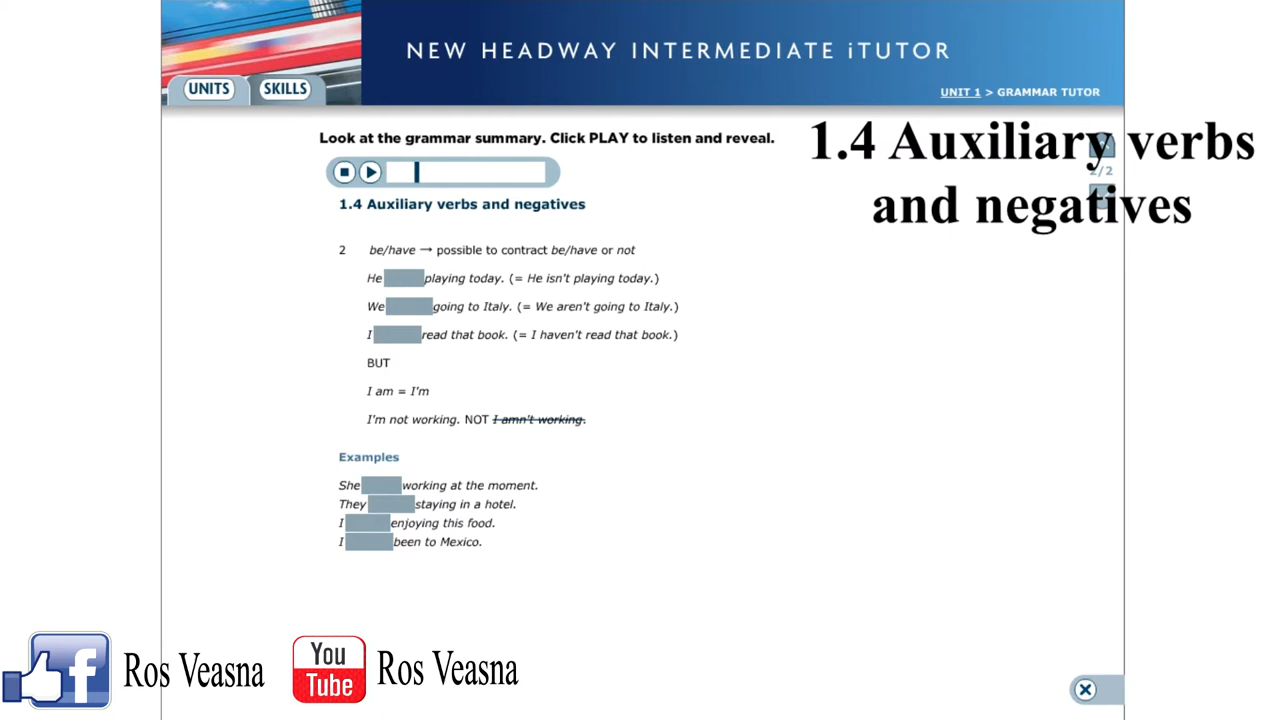 NEW HEADWAY INTERMEDIATE iTUTOR
UNITS SKILLS
UNIT 1 > GRAMMAR TUTOR
Look at the grammar summary. Click PLAY to listen and reveal.
1.4 Auxiliary verbs
and negatives
2/2
1.4 Auxiliary verbs and negatives
2 be/have → possible to contract be/have or not
He playing today. (= He isn't playing today.)
We going to Italy. (= We aren't going to Italy.)
I read that book. (= I haven't read that book.)
BUT
I am = I'm
I'm not working. NOT I amn't working.
Examples
She working at the moment.
They staying in a hotel.
I enjoying this food.
I been to Mexico.
f Ros Veasna
You Tube Ros Veasna